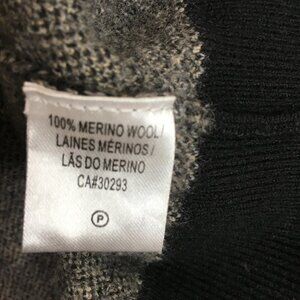 100% MERINO WOOL/
LAINES MÉRINOS/
LÃS DO MERINO
CA#30293
P